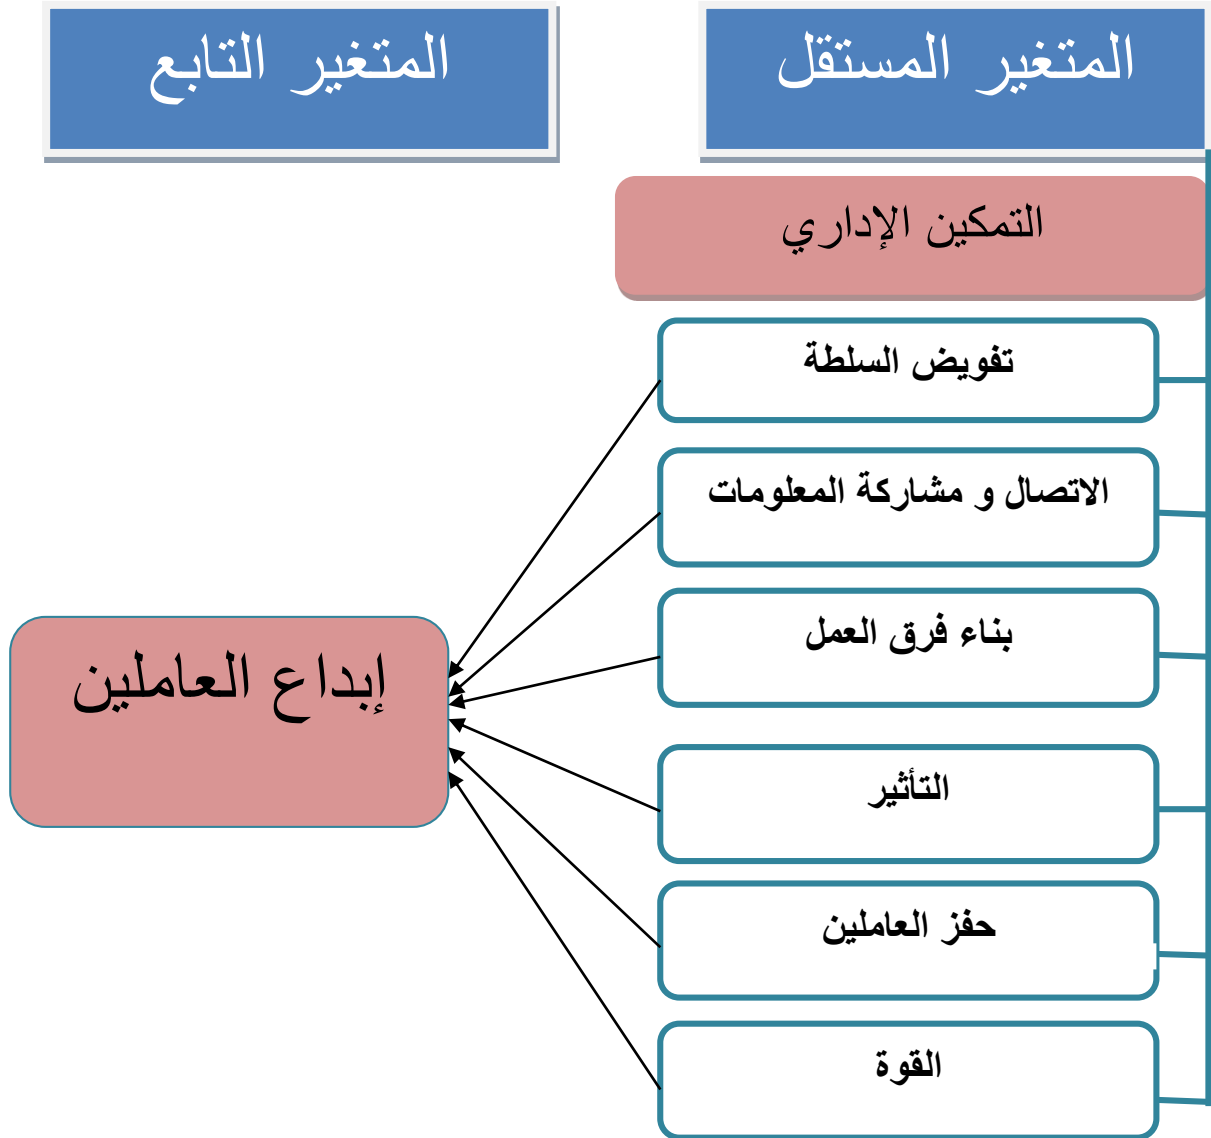 المتغير المستقل
المتغير التابع
التمكين الإداري
تفويض السلطة
الاتصال و مشاركة المعلومات
بناء فرق العمل
إبداع العاملين
التأثير
حفز العاملين
القوة